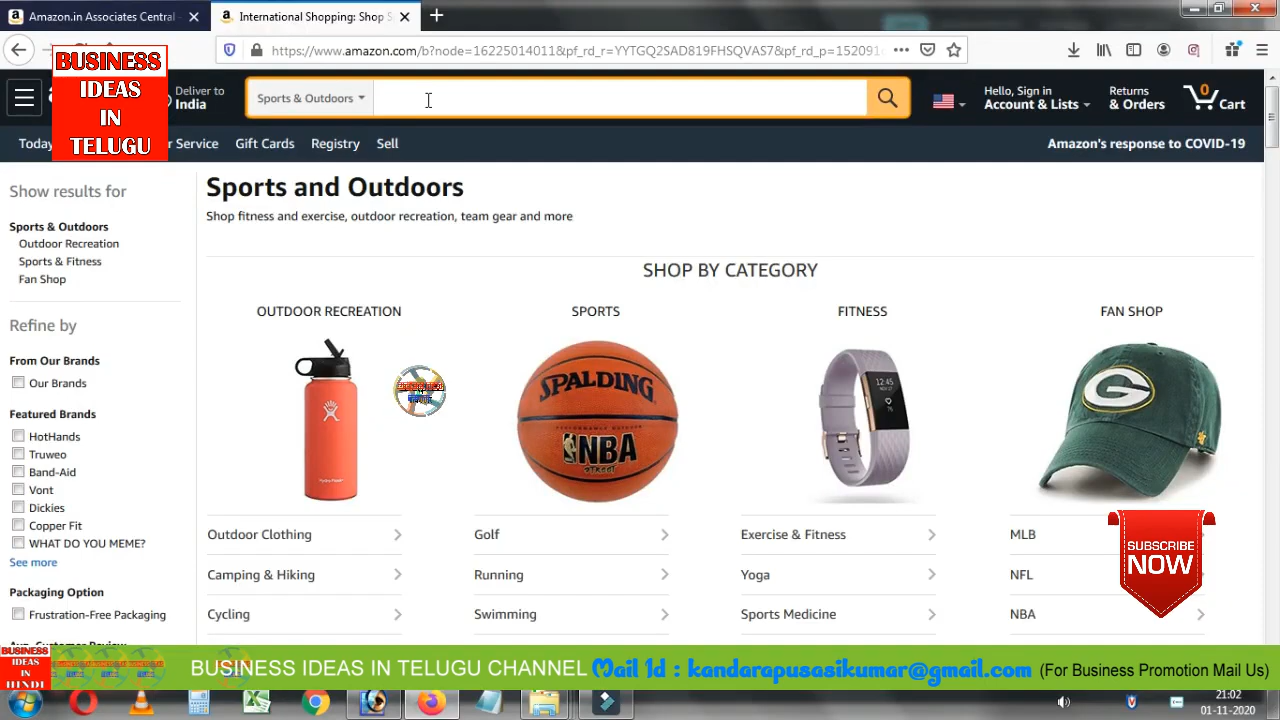 Amazon.in Associates Central -
International Shopping: Shop S
https://www.amazon.com/b?node=16225014011&pf_rd_r=YYTGQ2SAD819FHSQVAS7&pf_rd_p=152091
BUSINESS
IDEAS
IN
TELUGU
Deliver to
India
Sports & Outdoors
Hello, Sign in
Account & Lists
Returns
& Orders
0
Cart
Today
r Service
Gift Cards
Registry
Sell
Amazon's response to COVID-19
Show results for
Sports & Outdoors
Outdoor Recreation
Sports & Fitness
Fan Shop
Refine by
From Our Brands
Our Brands
Featured Brands
HotHands
Truweo
Band-Aid
Vont
Dickies
Copper Fit
WHAT DO YOU MEME?
See more
Packaging Option
Frustration-Free Packaging
Avg. Customer Review
Sports and Outdoors
Shop fitness and exercise, outdoor recreation, team gear and more
SHOP BY CATEGORY
OUTDOOR RECREATION
SPORTS
FITNESS
FAN SHOP
SPALDING
NBA
STREET
12:45
G
Outdoor Clothing
Golf
Exercise & Fitness
MLB
Camping & Hiking
Running
Yoga
NFL
Cycling
Swimming
Sports Medicine
NBA
SUBSCRIBE
NOW
BUSINESS
IDEAS
IN
HINDI
BUSINESS IDEAS IN TELUGU CHANNEL Mail Id : kandarapusasikumar@gmail.com (For Business Promotion Mail Us)
21:02
01-11-2020